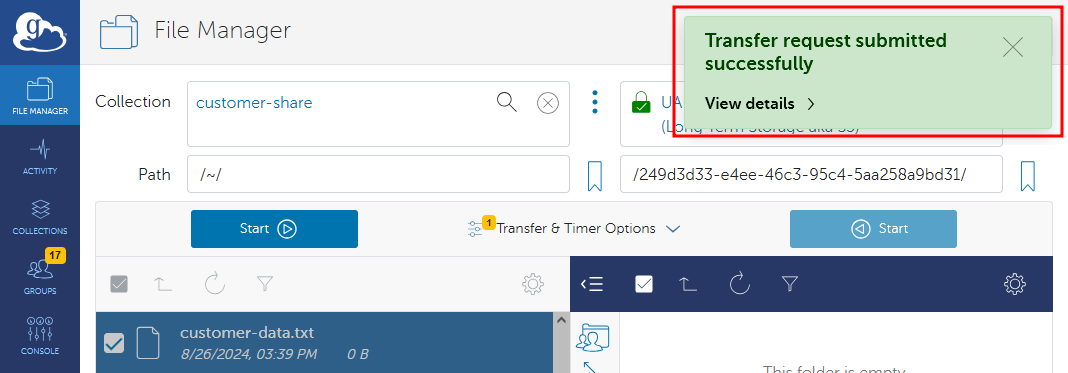 g
File Manager
Transfer request submitted
successfully
View details
FILE MANAGER
ACTIVITY
COLLECTIONS
17
GROUPS
CONSOLE
Collection
customer-share
UA
(Long Term Storage aka S3)
Path
/~/
/249d3d33-e4ee-46c3-95c4-5aa258a9bd31/
Start
1
Transfer & Timer Options
Start
customer-data.txt
8/26/2024, 03:39 PM 0 B
This folder is empty